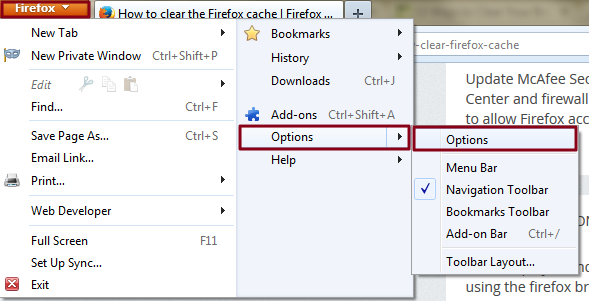 Firefox
How to clear the Firefox cache | Firefox ...
New Tab
New Private Window Ctrl+Shift+P
Edit
Find... Ctrl+F
Save Page As... Ctrl+S
Email Link...
Print...
Web Developer
Full Screen F11
Set Up Sync...
Exit
Bookmarks
History
Downloads Ctrl+J
Add-ons Ctrl+Shift+A
Options
Help
Options
Menu Bar
Navigation Toolbar
Bookmarks Toolbar
Add-on Bar Ctrl+/
Toolbar Layout...
-clear-firefox-cache
Update McAfee Sec
Center and firewall
to allow Firefox acc
using the firefox br